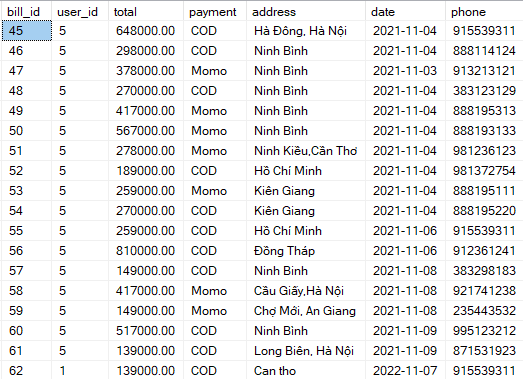 bill_id user_id total payment address date phone
45 5 648000.00 COD Hà Đông, Hà Nội 2021-11-04 915539311
46 5 298000.00 COD Ninh Bình 2021-11-04 888114124
47 5 378000.00 Momo Ninh Bình 2021-11-03 913213121
48 5 270000.00 COD Ninh Bình 2021-11-04 383123129
49 5 417000.00 Momo Ninh Bình 2021-11-04 888195313
50 5 567000.00 Momo Ninh Bình 2021-11-04 888193133
51 5 278000.00 Momo Ninh Kiều,Cần Thơ 2021-11-04 981236123
52 5 189000.00 COD Hồ Chí Minh 2021-11-04 981372754
53 5 259000.00 Momo Kiên Giang 2021-11-04 888195111
54 5 270000.00 COD Kiên Giang 2021-11-04 888195220
55 5 259000.00 COD Hồ Chí Minh 2021-11-06 915539311
56 5 810000.00 COD Đồng Tháp 2021-11-06 912361241
57 5 149000.00 COD Ninh Bình 2021-11-08 383298183
58 5 417000.00 Momo Cầu Giấy,Hà Nội 2021-11-08 921741238
59 5 149000.00 Momo Chợ Mới, An Giang 2021-11-08 235443532
60 5 517000.00 COD Ninh Bình 2021-11-09 995123212
61 5 139000.00 COD Long Biên, Hà Nội 2021-11-09 871531923
62 1 139000.00 COD Can tho 2022-11-07 915539311